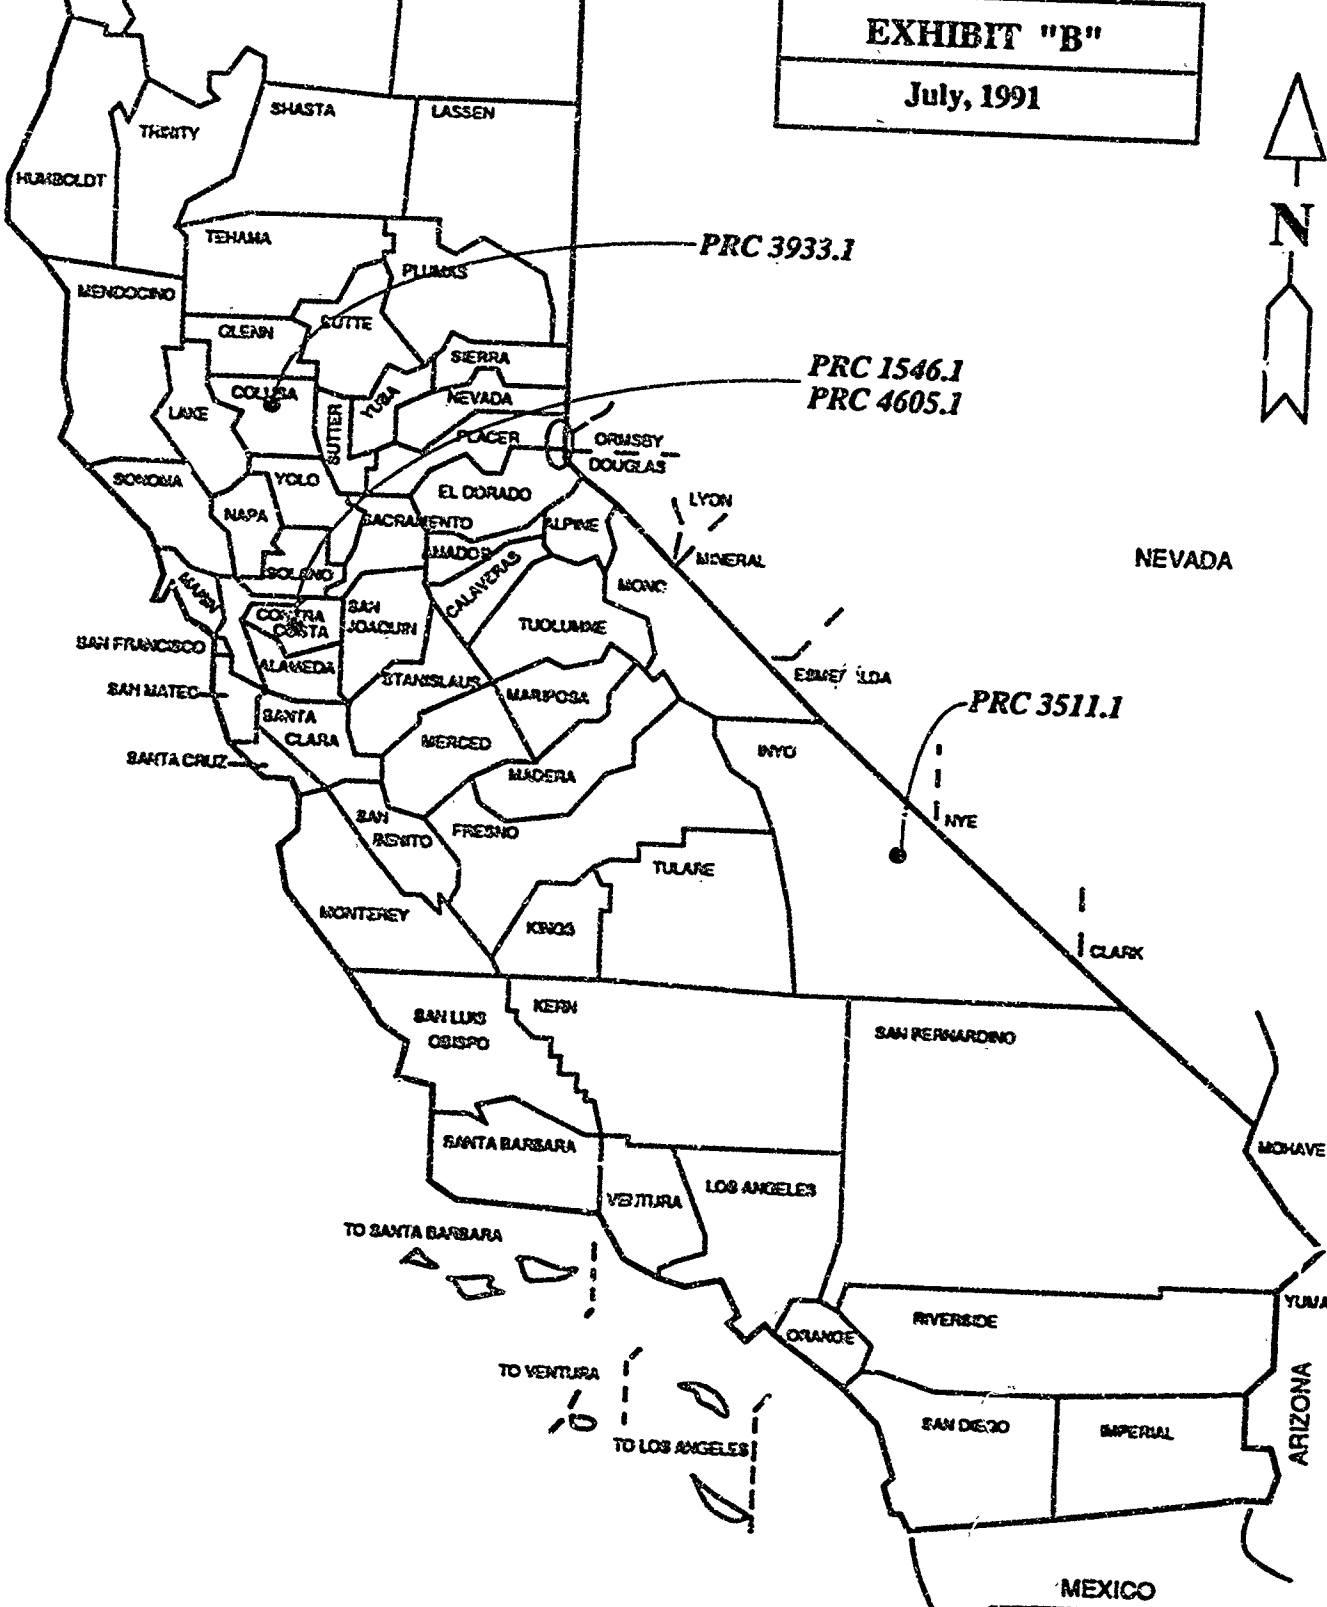 EXHIBIT "B"
July, 1991
SHASTA
LASSEN
TRINITY
HUMBOLDT
N
TEHAMA
PRC 3933.1
PLUMAS
MENDOCINO
GLENN
BUTTE
SIERRA
PRC 1546.1
PRC 4605.1
COLUSA
YUBA
NEVADA
LAKE
SUTTER
PLACER
ORMSBY
DOUGLAS
SONOMA
YOLO
EL DORADO
LYON
NAPA
SACRAMENTO
ALPINE
AMADOR
MINERAL
NEVADA
SOLANO
CALAVERAS
MONO
MARIN
CONTRA
COSTA
SAN
JOAQUIN
TUOLUMNE
SAN FRANCISCO
ALAMEDA
STANISLAUS
ESMERALDA
SAN MATEO
MARIPOSA
PRC 3511.1
SANTA
CLARA
MERCED
INYO
SANTA CRUZ
MADERA
SAN
BENITO
FRESNO
NYE
TULARE
MONTEREY
KINGS
CLARK
SAN LUIS
OBISPO
KERN
SAN BERNARDINO
SANTA BARBARA
MOHAVE
VENTURA
LOS ANGELES
TO SANTA BARBARA
YUMA
RIVERSIDE
ORANGE
TO VENTURA
ARIZONA
SAN DIEGO
IMPERIAL
TO LOS ANGELES
MEXICO